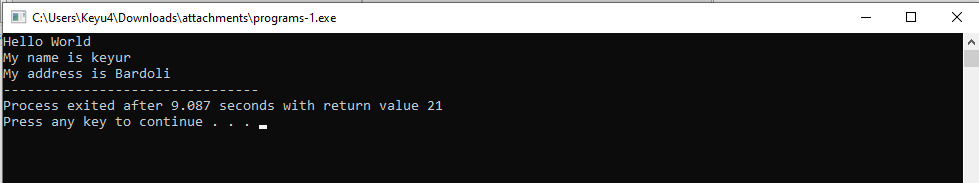 C:\Users\Keyu4\Downloads\attachments\programs-1.exe
Hello World
My name is keyur
My address is Bardoli
--------------------------------
Process exited after 9.087 seconds with return value 21
Press any key to continue . . .